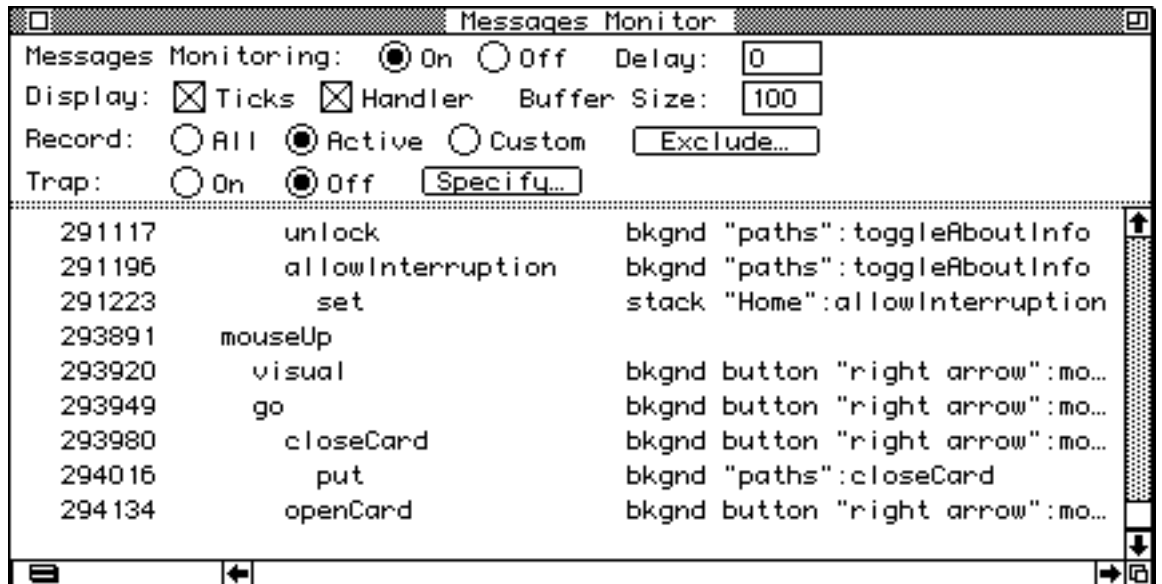 Messages Monitor
Messages Monitoring: On Off Delay: 0
Display: Ticks Handler Buffer Size: 100
Record: All Active Custom Exclude…
Trap: On Off Specify…
291117 unlock bkgnd "paths":toggleAboutInfo
291196 allowInterruption bkgnd "paths":toggleAboutInfo
291223 set stack "Home":allowInterruption
293891 mouseUp
293920 visual bkgnd button "right arrow":mo…
293949 go bkgnd button "right arrow":mo…
293980 closeCard bkgnd button "right arrow":mo…
294016 put bkgnd "paths":closeCard
294134 openCard bkgnd button "right arrow":mo…